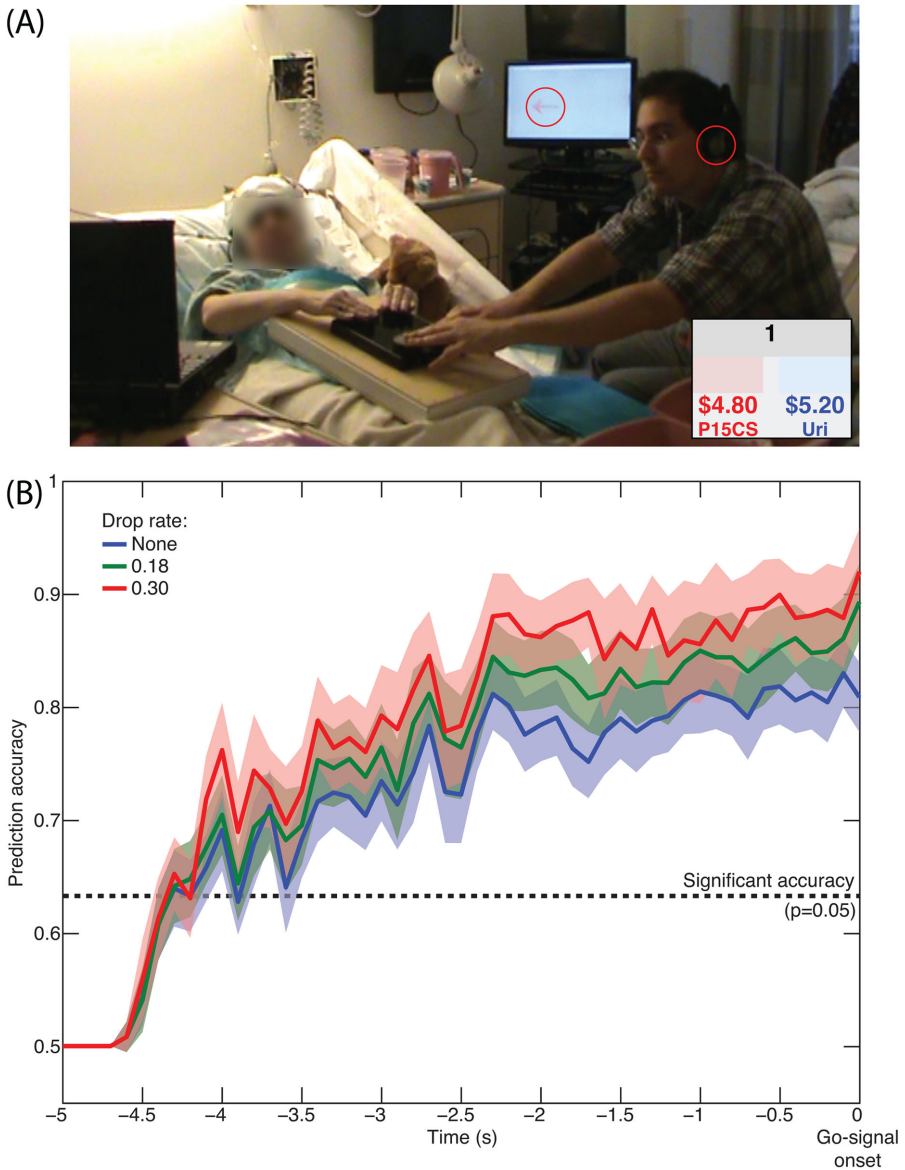 (A)
1
$4.80 $5.20
P15CS Uri
(B)
1
Drop rate:
None
0.18
0.30
0.9
0.8
0.7
0.6
0.5
Prediction accuracy
Significant accuracy
(p=0.05)
−5 −4.5 −4 −3.5 −3 −2.5 −2 −1.5 −1 −0.5 0
Time (s)
Go-signal
onset